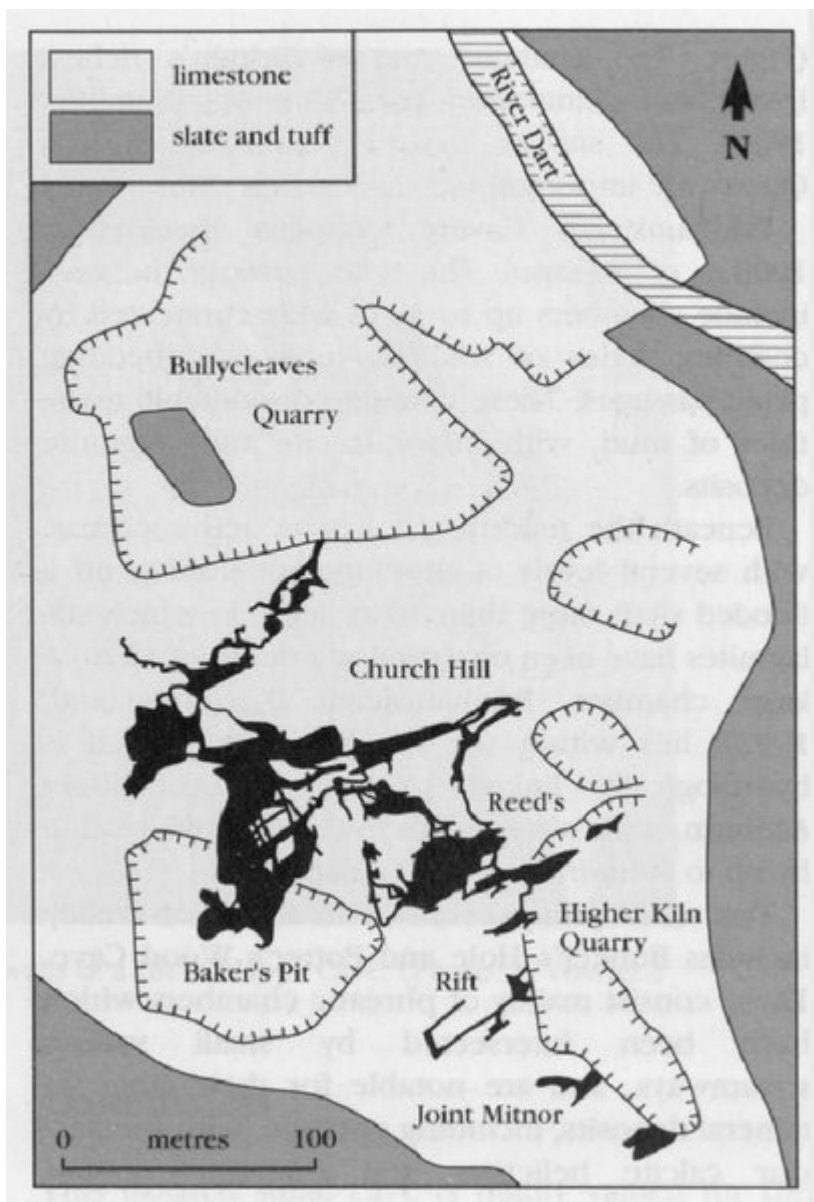 limestone
slate and tuff
River Dart
N
Bullycleaves
Quarry
Church Hill
Reed's
Higher Kiln
Quarry
Baker's Pit
Rift
Joint Mitnor
0 metres 100